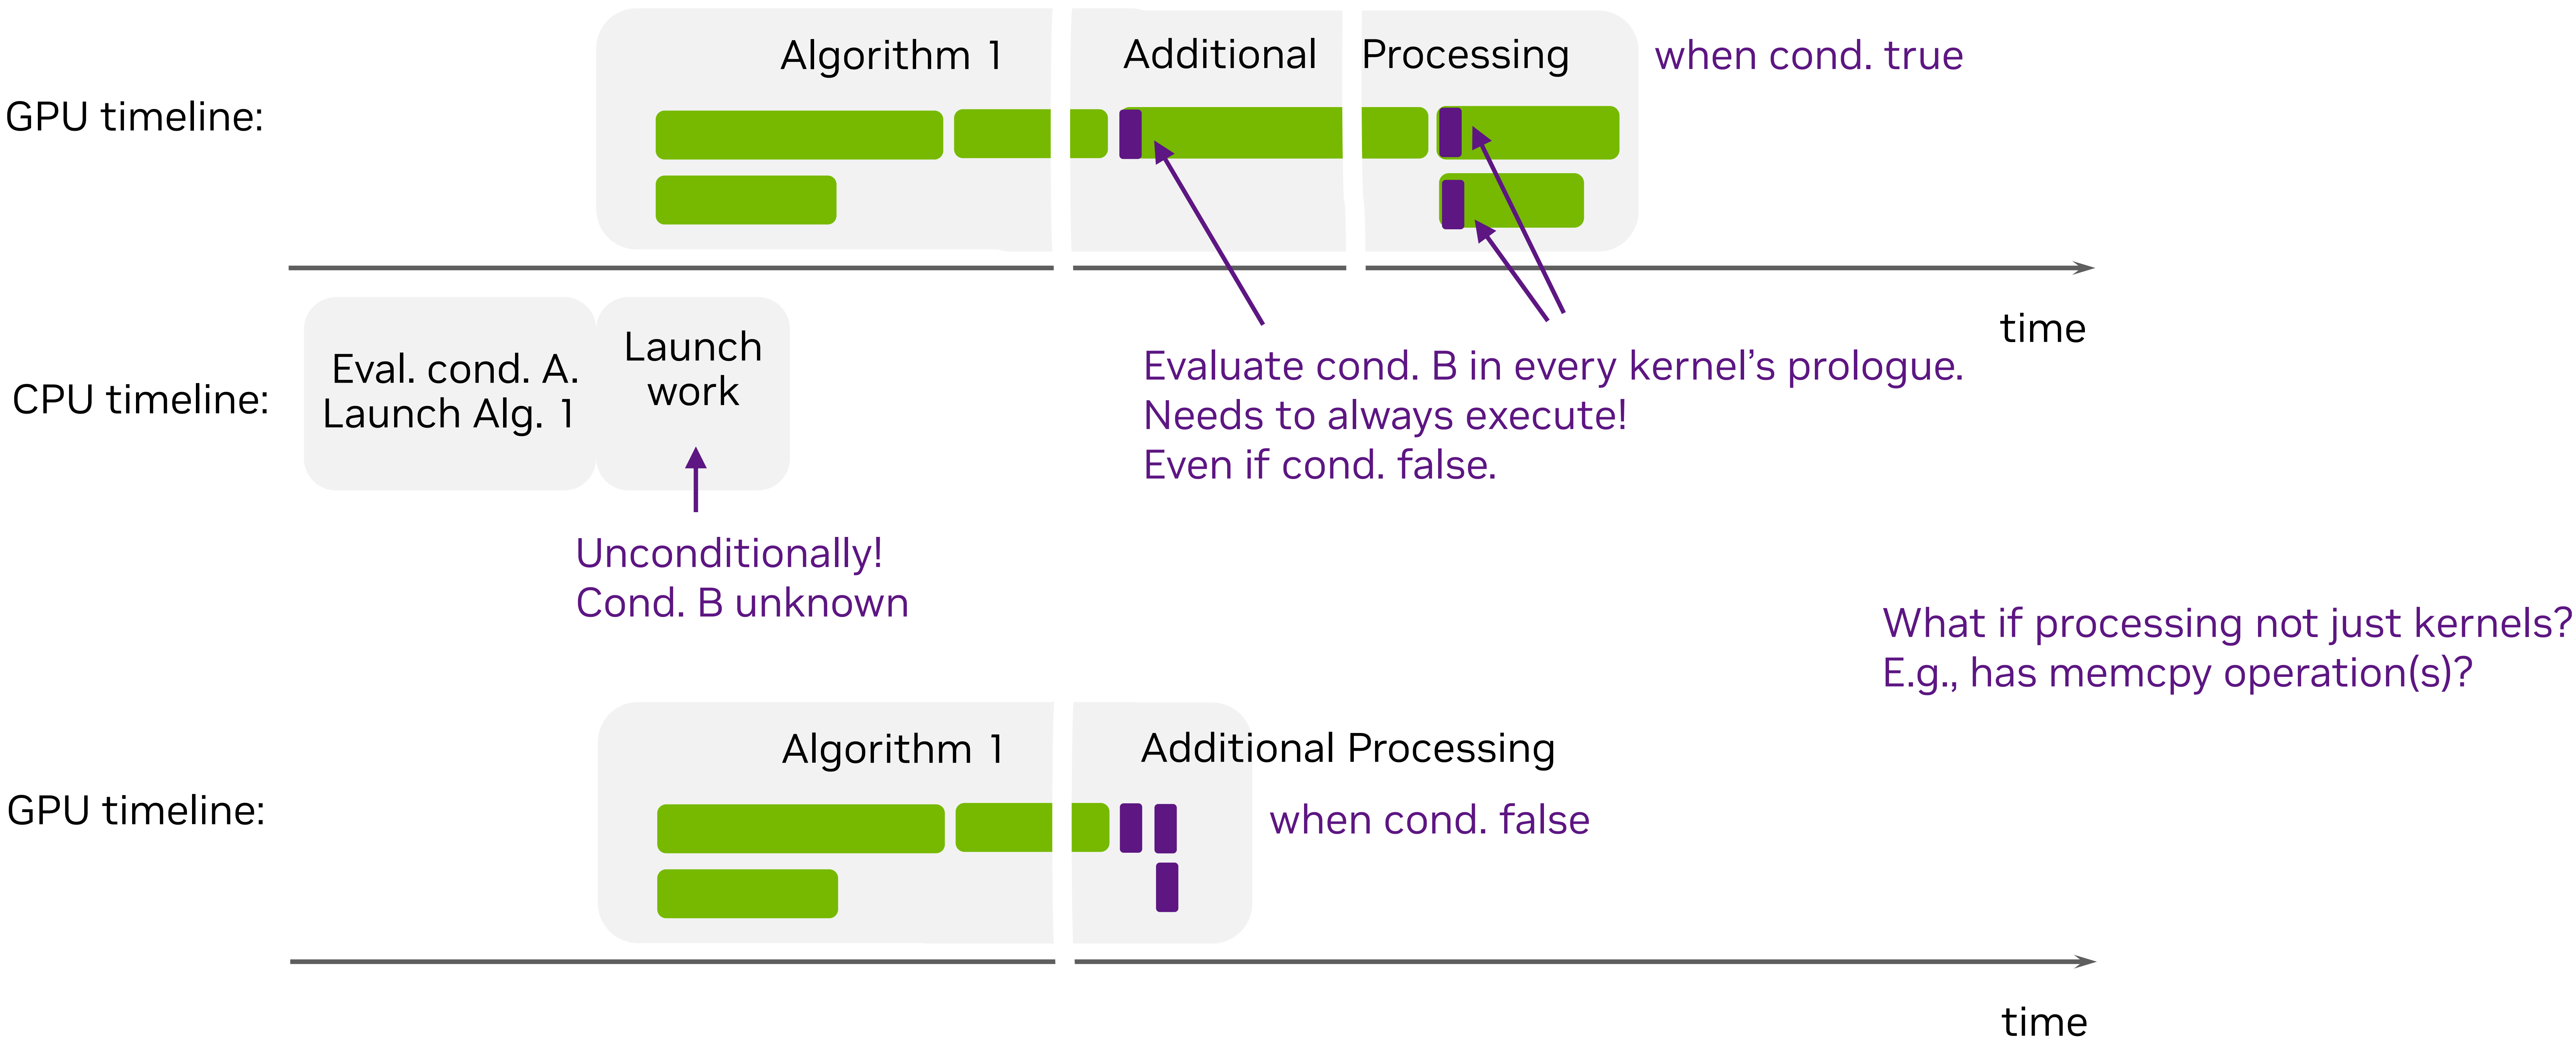 Algorithm 1
Additional Processing
when cond. true
GPU timeline:
time
CPU timeline:
Eval. cond. A.
Launch Alg. 1
Launch
work
Evaluate cond. B in every kernel’s prologue.
Needs to always execute!
Even if cond. false.
Unconditionally!
Cond. B unknown
What if processing not just kernels?
E.g., has memcpy operation(s)?
Algorithm 1
Additional Processing
GPU timeline:
when cond. false
time